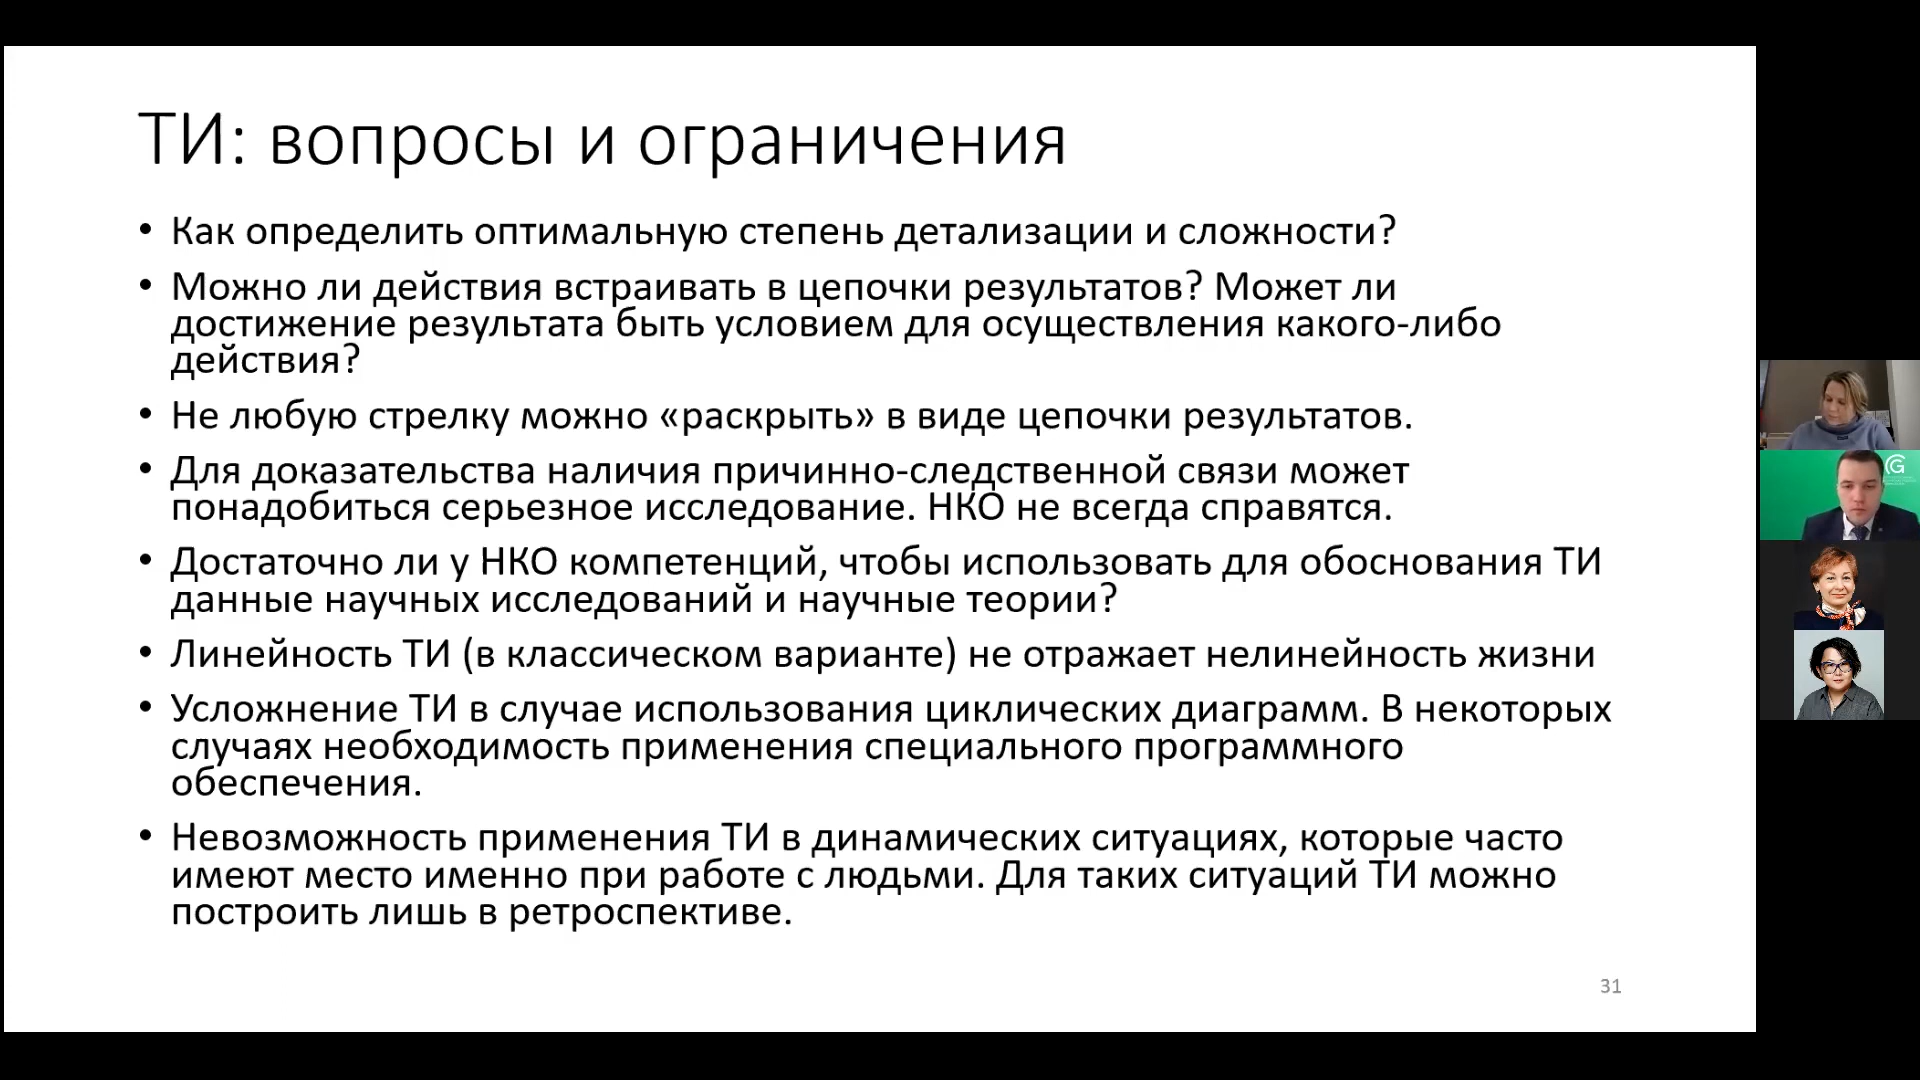 ТИ: вопросы и ограничения
• Как определить оптимальную степень детализации и сложности?
• Можно ли действия встраивать в цепочки результатов? Может ли
достижение результата быть условием для осуществления какого-либо
действия?
• Не любую стрелку можно «раскрыть» в виде цепочки результатов.
• Для доказательства наличия причинно-следственной связи может
понадобиться серьезное исследование. НКО не всегда справятся.
• Достаточно ли у НКО компетенций, чтобы использовать для обоснования ТИ
данные научных исследований и научные теории?
• Линейность ТИ (в классическом варианте) не отражает нелинейность жизни
• Усложнение ТИ в случае использования циклических диаграмм. В некоторых
случаях необходимость применения специального программного
обеспечения.
• Невозможность применения ТИ в динамических ситуациях, которые часто
имеют место именно при работе с людьми. Для таких ситуаций ТИ можно
построить лишь в ретроспективе.
31